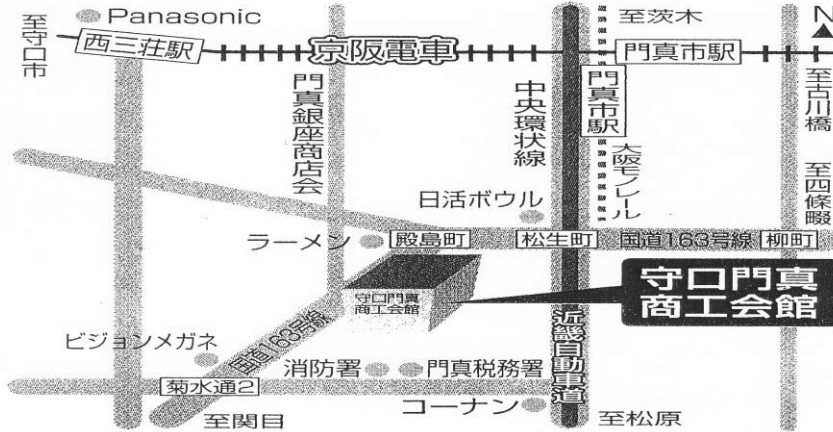 Panasonic
至茨木
N
至守口市
西三荘駅
京阪電車
門真市駅
門真銀座商店会
中央環状線
門真市駅
大阪モノレール
至古川橋
至四條畷
日活ボウル
ラーメン
殿島町
松生町
国道163号線
柳町
守口門真
商工会館
守口門真
商工会館
近畿自動車道
ビジョンメガネ
国道163号線
消防署
門真税務署
菊水通2
コーナン
至関目
至松原